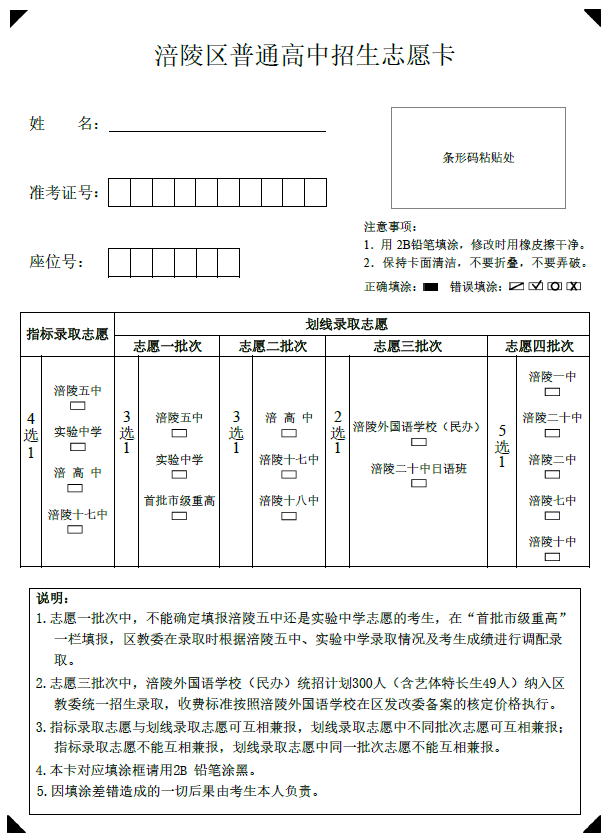 涪陵区普通高中招生志愿卡
姓 名：
条形码粘贴处
准考证号：
注意事项：
1. 用 2B铅笔填涂，修改时用橡皮擦干净。
座位号：
2. 保持卡面清洁，不要折叠，不要弄破。
正确填涂： 错误填涂：
指标录取志愿
划线录取志愿
志愿一批次 志愿二批次 志愿三批次 志愿四批次
4选1
涪陵五中
实验中学
涪 高 中
涪陵十七中
3选1
涪陵五中
实验中学
首批市级重高
3选1
涪 高 中
涪陵十七中
涪陵十八中
2选1
涪陵外国语学校（民办）
涪陵二十中日语班
5选1
涪陵一中
涪陵二十中
涪陵二中
涪陵七中
涪陵十中
说明：
1.志愿一批次中，不能确定填报涪陵五中还是实验中学志愿的考生，在“首批市级重高”
一栏填报，区教委在录取时根据涪陵五中、实验中学录取情况及考生成绩进行调配录
取。
2.志愿三批次中，涪陵外国语学校（民办）统招计划300人（含艺体特长生49人）纳入区
教委统一招生录取，收费标准按照涪陵外国语学校在区发改委备案的核定价格执行。
3.指标录取志愿与划线录取志愿可互相兼报，划线录取志愿中不同批次志愿可互相兼报；
指标录取志愿不能互相兼报，划线录取志愿中同一批次志愿不能互相兼报。
4.本卡对应填涂框请用2B 铅笔涂黑。
5.因填涂差错造成的一切后果由考生本人负责。